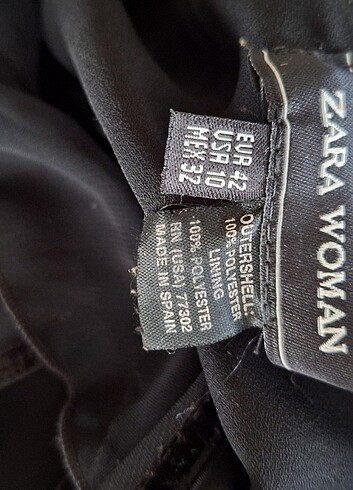 ZARA WOMAN
EUR 42
USA 10
MEX 32
OUTERSHELL:
100% POLYESTER
LINING
100% POLYESTER
RN (USA) 77302
MADE IN SPAIN